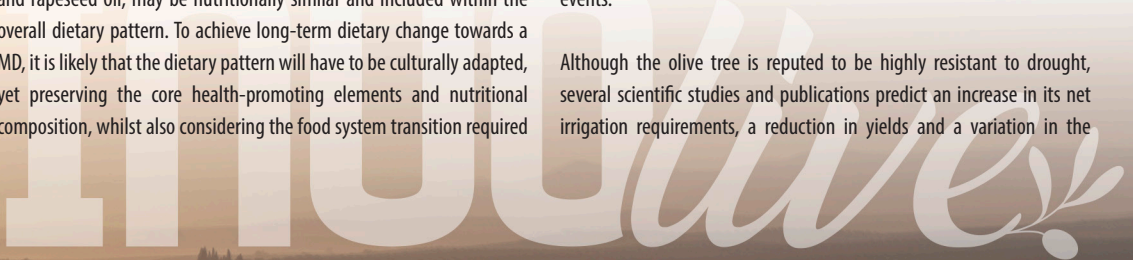 and rapeseed oil, may be nutritionally similar and included within the
overall dietary pattern. To achieve long-term dietary change towards a
MD, it is likely that the dietary pattern will have to be culturally adapted,
yet preserving the core health-promoting elements and nutritional
composition, whilst also considering the food system transition required
events.
Although the olive tree is reputed to be highly resistant to drought,
several scientific studies and publications predict an increase in its net
irrigation requirements, a reduction in yields and a variation in the